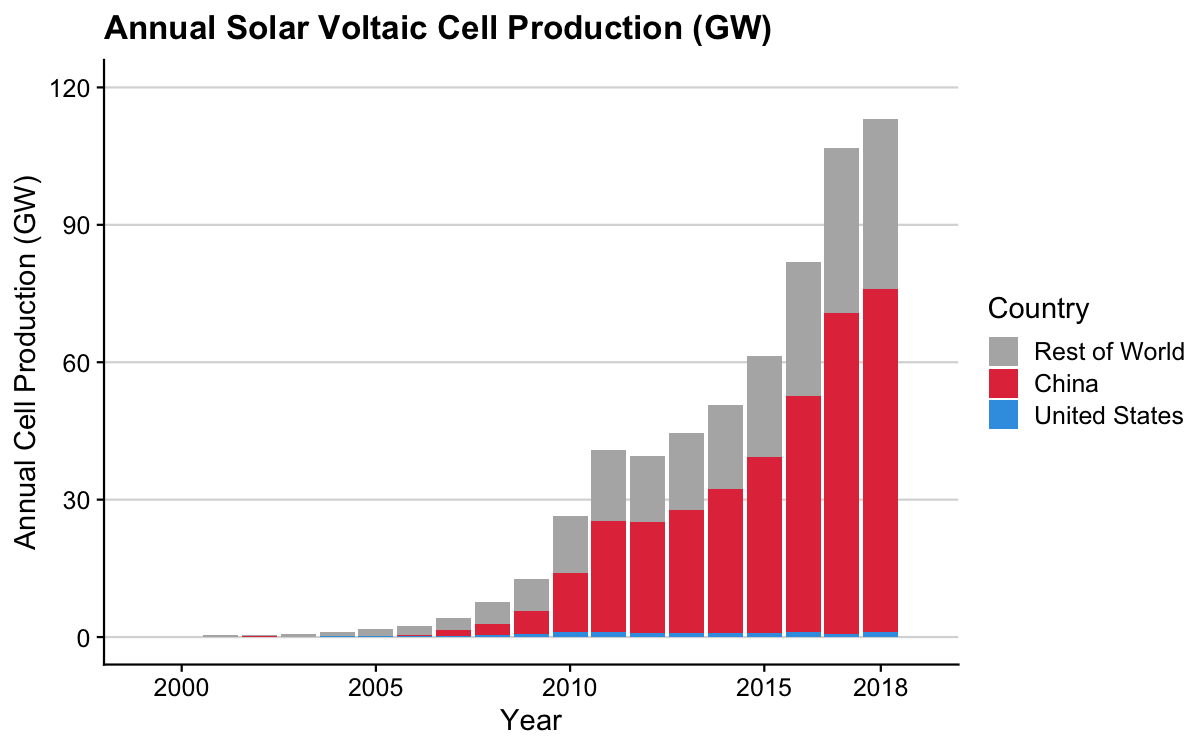 Annual Solar Voltaic Cell Production (GW)
Annual Cell Production (GW)
120
90
60
30
0
2000
2005
2010
2015
2018
Year
Country
Rest of World
China
United States